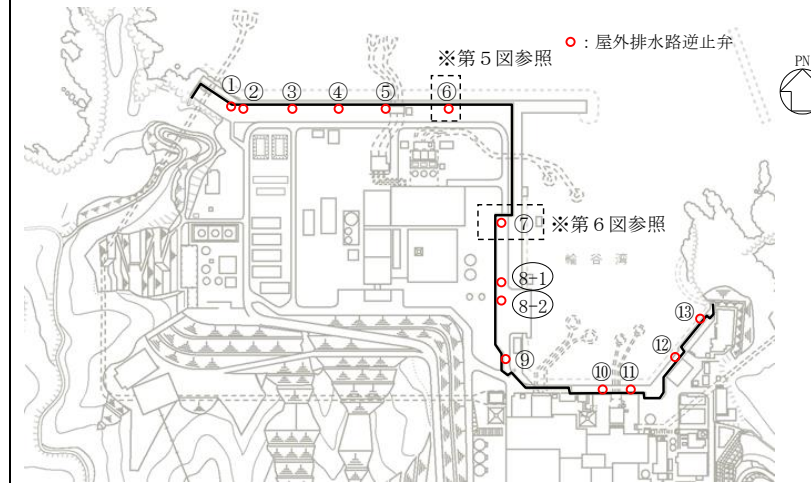 ○：屋外排水路逆止弁
※第５図参照
PN
① ② ③ ④ ⑤ ⑥
⑦ ※第６図参照
輪谷湾
8-1
8-2
⑬
⑨ ⑫
⑩ ⑪